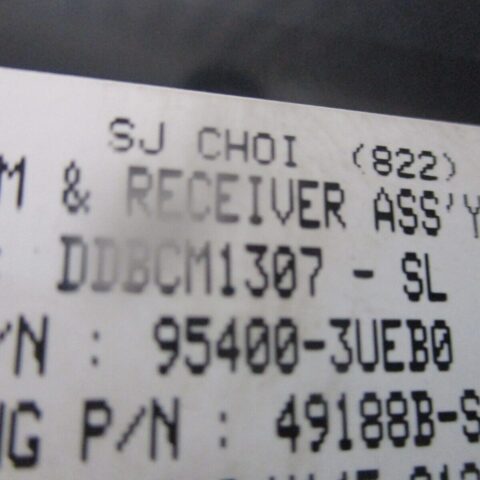 SJ CHOI (822)
M & RECEIVER ASS'Y
: DDBCM1307 - SL
/N : 95400-3UEB0
NG P/N : 49188B-S